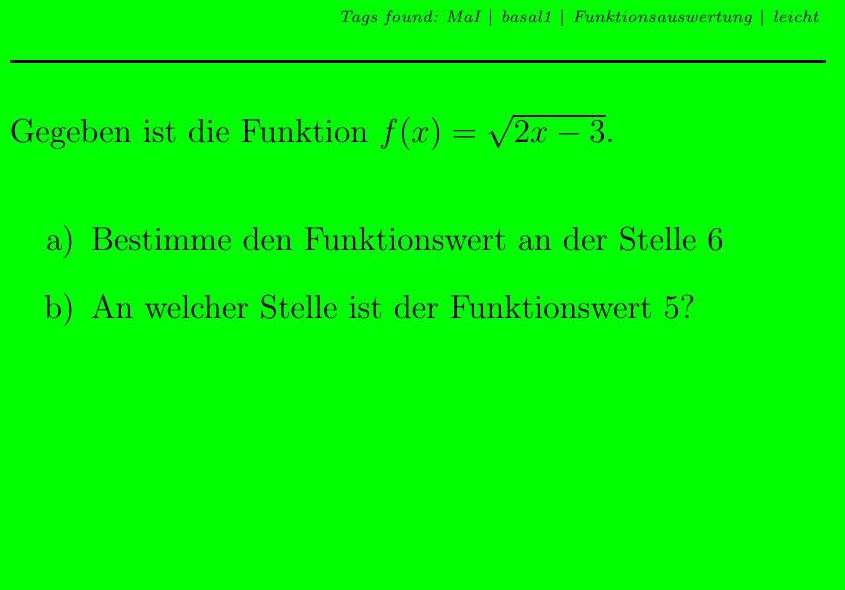 Tags found: MaI | basal1 | Funktionsauswertung | leicht
Gegeben ist die Funktion f(x) = √(2x − 3).
a) Bestimme den Funktionswert an der Stelle 6
b) An welcher Stelle ist der Funktionswert 5?